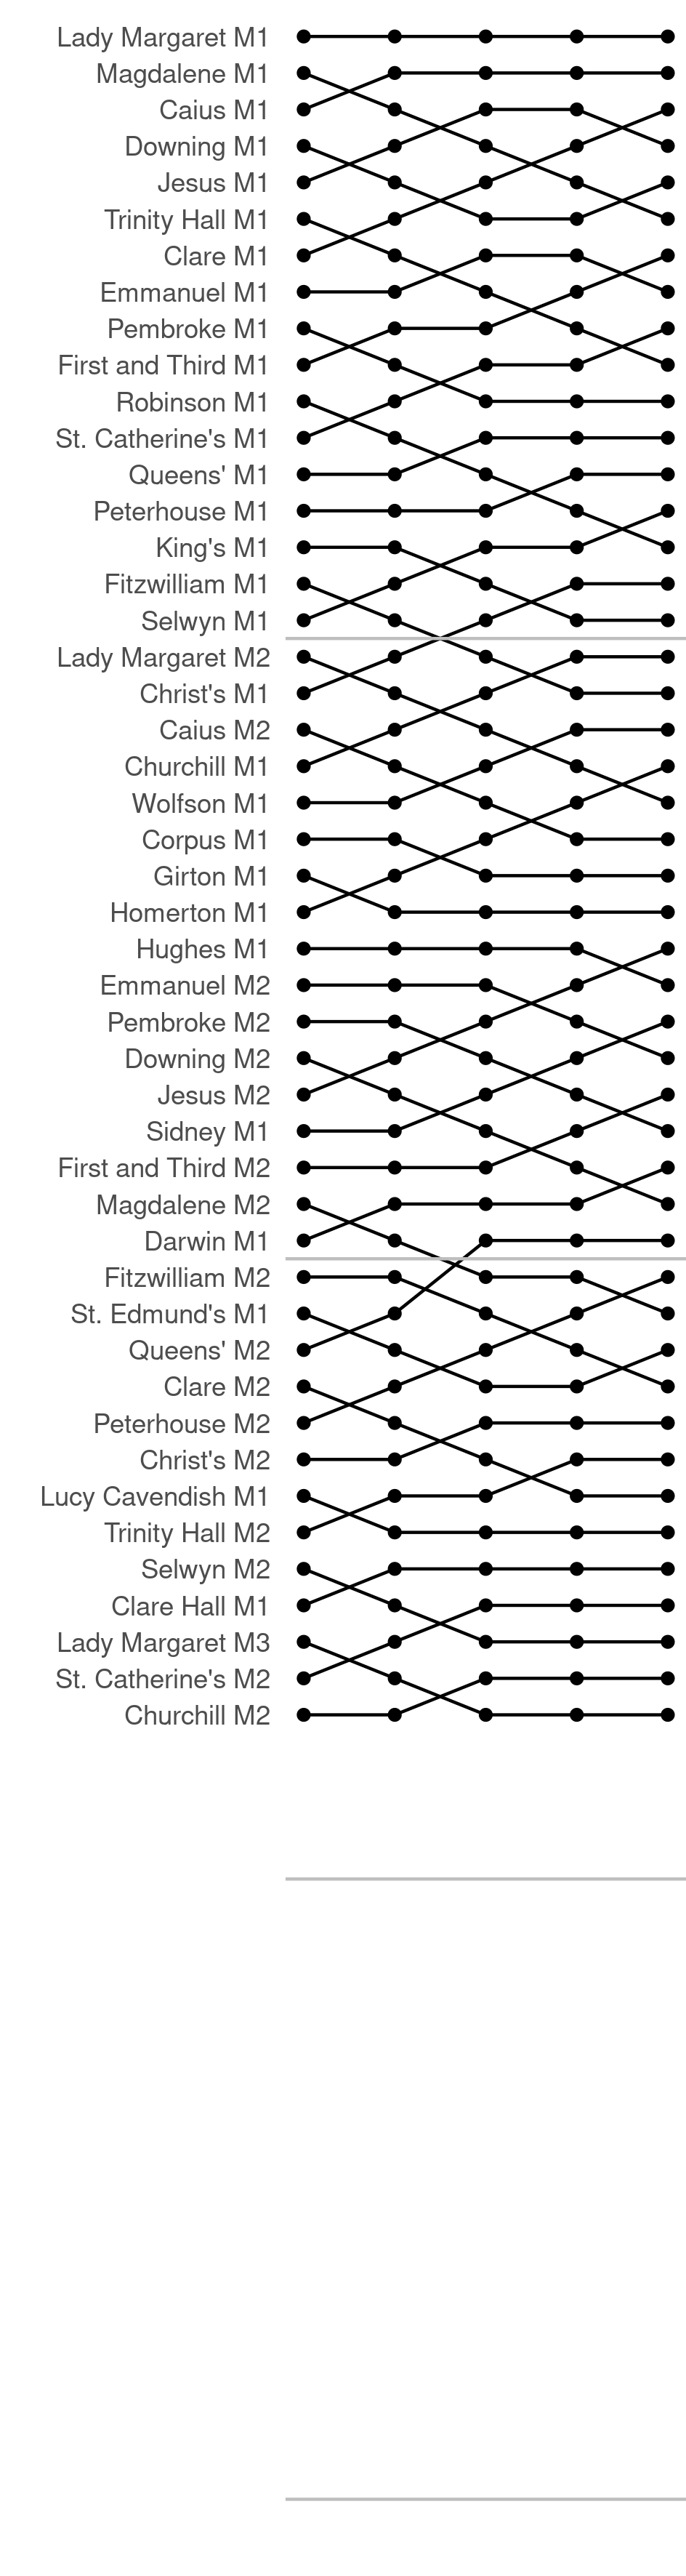 Lady Margaret M1
Magdalene M1
Caius M1
Downing M1
Jesus M1
Trinity Hall M1
Clare M1
Emmanuel M1
Pembroke M1
First and Third M1
Robinson M1
St. Catherine's M1
Queens' M1
Peterhouse M1
King's M1
Fitzwilliam M1
Selwyn M1
Lady Margaret M2
Christ's M1
Caius M2
Churchill M1
Wolfson M1
Corpus M1
Girton M1
Homerton M1
Hughes M1
Emmanuel M2
Pembroke M2
Downing M2
Jesus M2
Sidney M1
First and Third M2
Magdalene M2
Darwin M1
Fitzwilliam M2
St. Edmund's M1
Queens' M2
Clare M2
Peterhouse M2
Christ's M2
Lucy Cavendish M1
Trinity Hall M2
Selwyn M2
Clare Hall M1
Lady Margaret M3
St. Catherine's M2
Churchill M2